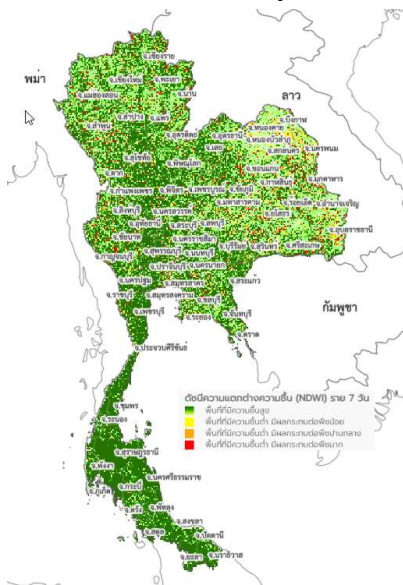 พม่า
ลาว
กัมพูชา
จ.เชียงราย
จ.เชียงใหม่
จ.พะเยา
จ.น่าน
จ.แม่ฮ่องสอน
จ.ลำปาง
จ.แพร่
จ.ลำพูน
จ.อุตรดิตถ์
จ.สุโขทัย
จ.ตาก
จ.พิษณุโลก
จ.เลย
จ.อุดรธานี
จ.หนองคาย
จ.บึงกาฬ
จ.หนองบัวลำภู
จ.สกลนคร
จ.นครพนม
จ.ขอนแก่น
จ.กาฬสินธุ์
จ.มุกดาหาร
จ.กำแพงเพชร
จ.พิจิตร
จ.เพชรบูรณ์
จ.ชัยภูมิ
จ.มหาสารคาม
จ.ร้อยเอ็ด
จ.อำนาจเจริญ
จ.ยโสธร
จ.อุบลราชธานี
จ.สิงห์บุรี
จ.นครสวรรค์
จ.อุทัยธานี
จ.สระบุรี
จ.ลพบุรี
จ.ชัยนาท
จ.นครราชสีมา
จ.บุรีรัมย์
จ.สุรินทร์
จ.ศรีสะเกษ
จ.กาญจนบุรี
จ.สุพรรณบุรี
จ.นนทบุรี
จ.ปราจีนบุรี
จ.นครนายก
จ.สระแก้ว
จ.นครปฐม
จ.สมุทรสาคร
จ.ราชบุรี
จ.สมุทรสงคราม
จ.ชลบุรี
จ.เพชรบุรี
จ.ระยอง
จ.จันทบุรี
จ.ตราด
จ.ประจวบคีรีขันธ์
ดัชนีความแตกต่างความชื้น (NDWI) ราย 7 วัน
พื้นที่ที่มีความชื้นสูง
พื้นที่ที่มีความชื้นต่ำ มีผลกระทบต่อพืชน้อย
พื้นที่ที่มีความชื้นต่ำ มีผลกระทบต่อพืชปานกลาง
พื้นที่ที่มีความชื้นต่ำ มีผลกระทบต่อพืชมาก
จ.ชุมพร
จ.ระนอง
จ.สุราษฎร์ธานี
จ.พังงา
จ.นครศรีธรรมราช
จ.ภูเก็ต
จ.กระบี่
จ.ตรัง
จ.พัทลุง
จ.สตูล
จ.สงขลา
จ.ปัตตานี
จ.ยะลา
จ.นราธิวาส